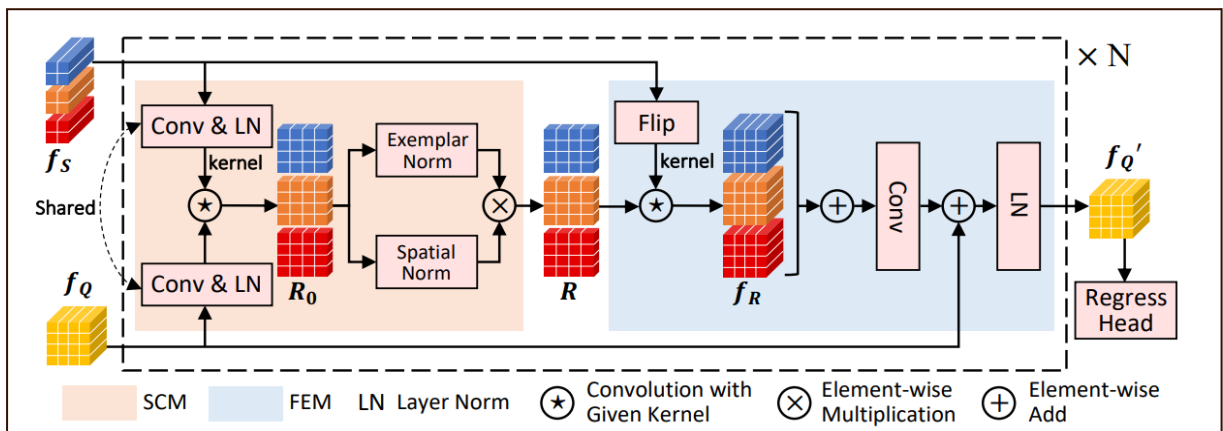 × N
f_S
Conv & LN
kernel
Shared
Conv & LN
f_Q
R_0
Exemplar
Norm
Spatial
Norm
R
Flip
kernel
f_R
Conv
LN
f_Q'
Regress
Head
SCM
FEM
LN Layer Norm
Convolution with
Given Kernel
Element-wise
Multiplication
Element-wise
Add